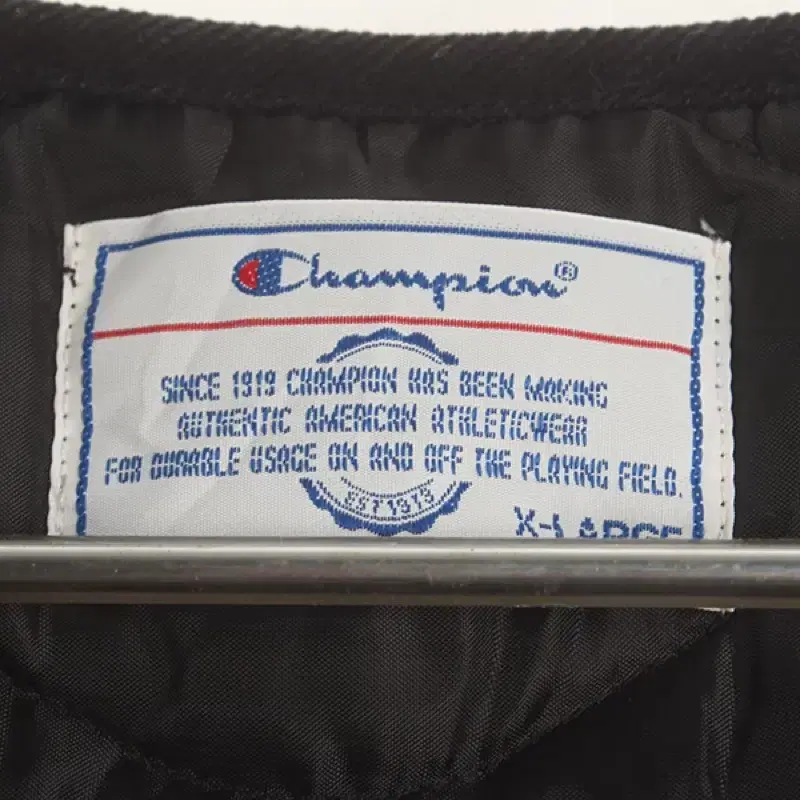 Champion®
SINCE 1919 CHAMPION HAS BEEN MAKING
AUTHENTIC AMERICAN ATHLETICWEAR
FOR DURABLE USAGE ON AND OFF THE PLAYING FIELD.
EST 1919
X-LARGE